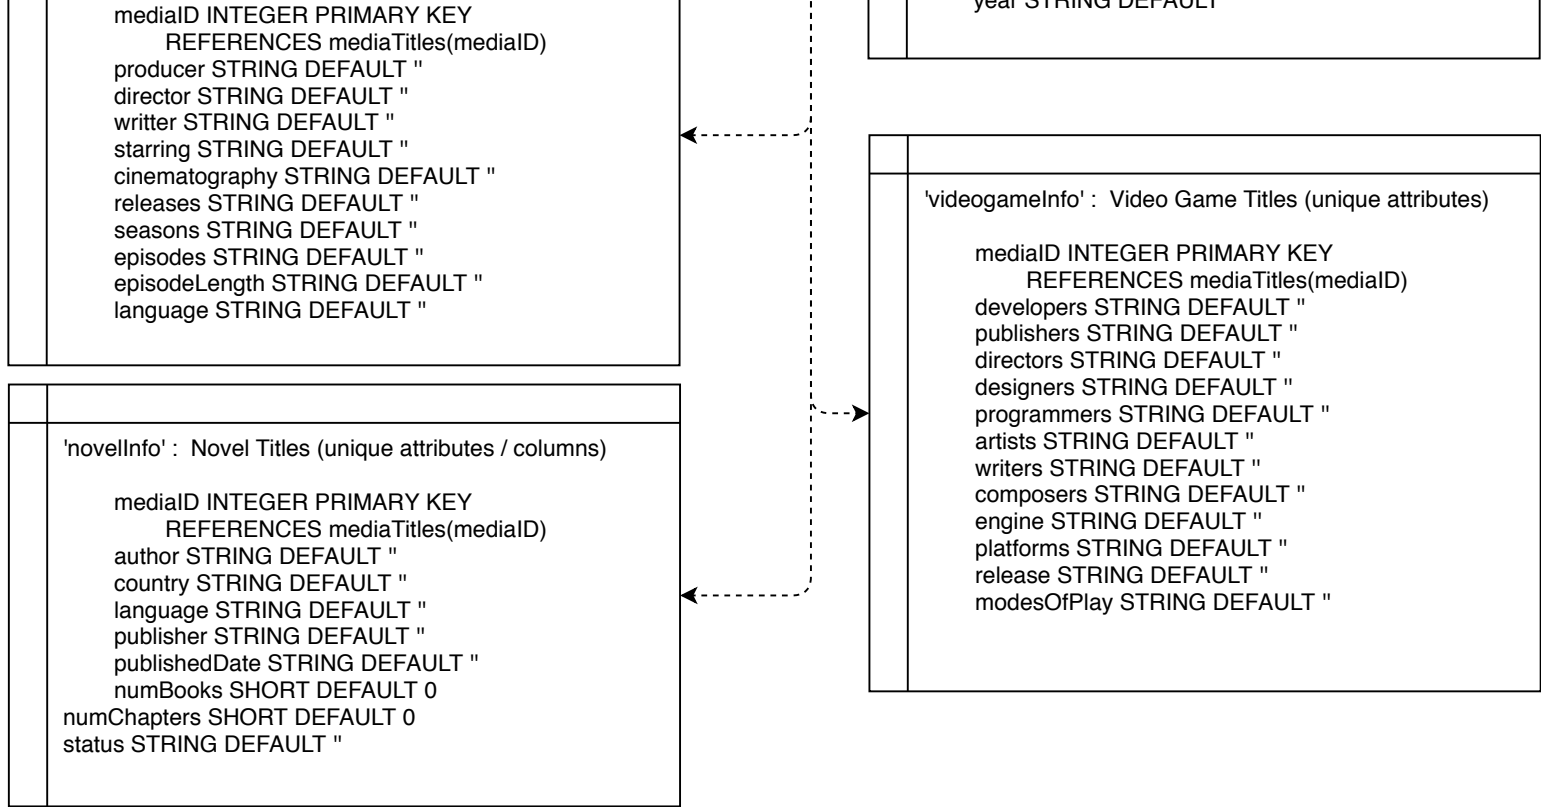 mediaID INTEGER PRIMARY KEY
REFERENCES mediaTitles(mediaID)
producer STRING DEFAULT ''
director STRING DEFAULT ''
writter STRING DEFAULT ''
starring STRING DEFAULT ''
cinematography STRING DEFAULT ''
releases STRING DEFAULT ''
seasons STRING DEFAULT ''
episodes STRING DEFAULT ''
episodeLength STRING DEFAULT ''
language STRING DEFAULT ''
'novelInfo' :  Novel Titles (unique attributes / columns)
mediaID INTEGER PRIMARY KEY
REFERENCES mediaTitles(mediaID)
author STRING DEFAULT ''
country STRING DEFAULT ''
language STRING DEFAULT ''
publisher STRING DEFAULT ''
publishedDate STRING DEFAULT ''
numBooks SHORT DEFAULT 0
numChapters SHORT DEFAULT 0
status STRING DEFAULT ''
year STRING DEFAULT ''
'videogameInfo' :  Video Game Titles (unique attributes)
mediaID INTEGER PRIMARY KEY
REFERENCES mediaTitles(mediaID)
developers STRING DEFAULT ''
publishers STRING DEFAULT ''
directors STRING DEFAULT ''
designers STRING DEFAULT ''
programmers STRING DEFAULT ''
artists STRING DEFAULT ''
writers STRING DEFAULT ''
composers STRING DEFAULT ''
engine STRING DEFAULT ''
platforms STRING DEFAULT ''
release STRING DEFAULT ''
modesOfPlay STRING DEFAULT ''